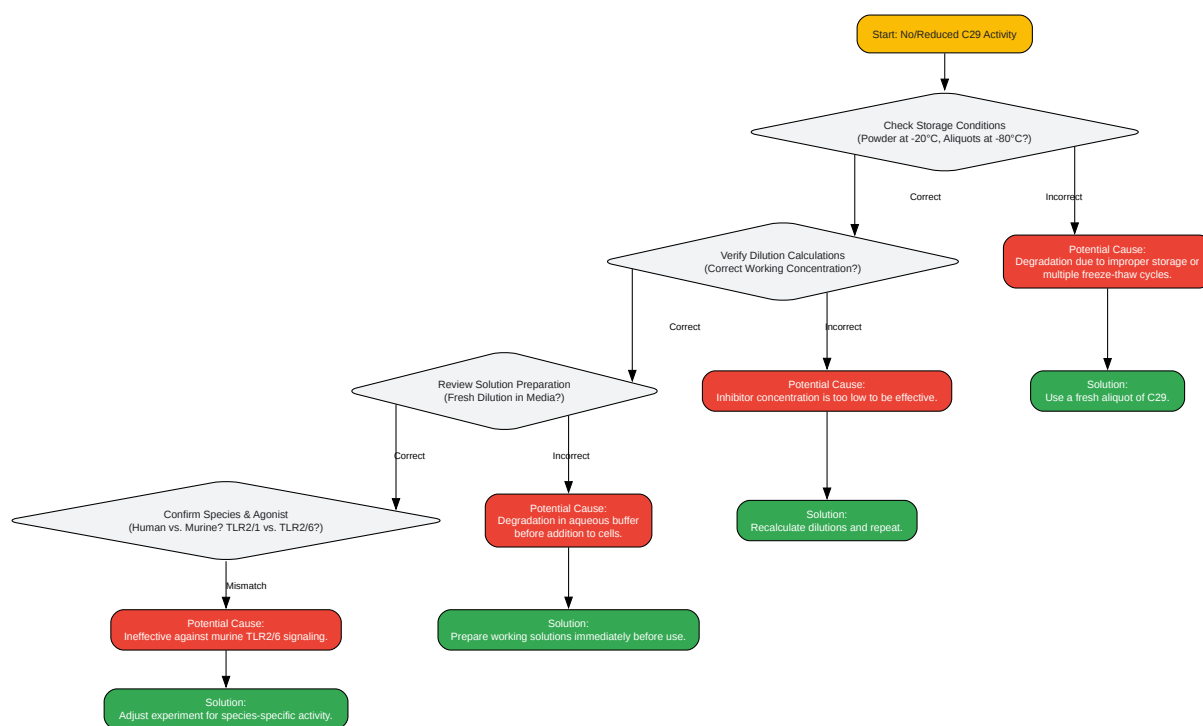 Start: No/Reduced C29 Activity
Check Storage Conditions
(Powder at -20°C, Aliquots at -80°C?)
Correct
Incorrect
Verify Dilution Calculations
(Correct Working Concentration?)
Potential Cause:
Degradation due to improper storage or
multiple freeze-thaw cycles.
Correct
Incorrect
Review Solution Preparation
(Fresh Dilution in Media?)
Potential Cause:
Inhibitor concentration is too low to be effective.
Solution:
Use a fresh aliquot of C29.
Correct
Incorrect
Confirm Species & Agonist
(Human vs. Murine? TLR2/1 vs. TLR2/6?)
Potential Cause:
Degradation in aqueous buffer
before addition to cells.
Solution:
Recalculate dilutions and repeat.
Mismatch
Potential Cause:
Ineffective against murine TLR2/6 signaling.
Solution:
Prepare working solutions immediately before use.
Solution:
Adjust experiment for species-specific activity.